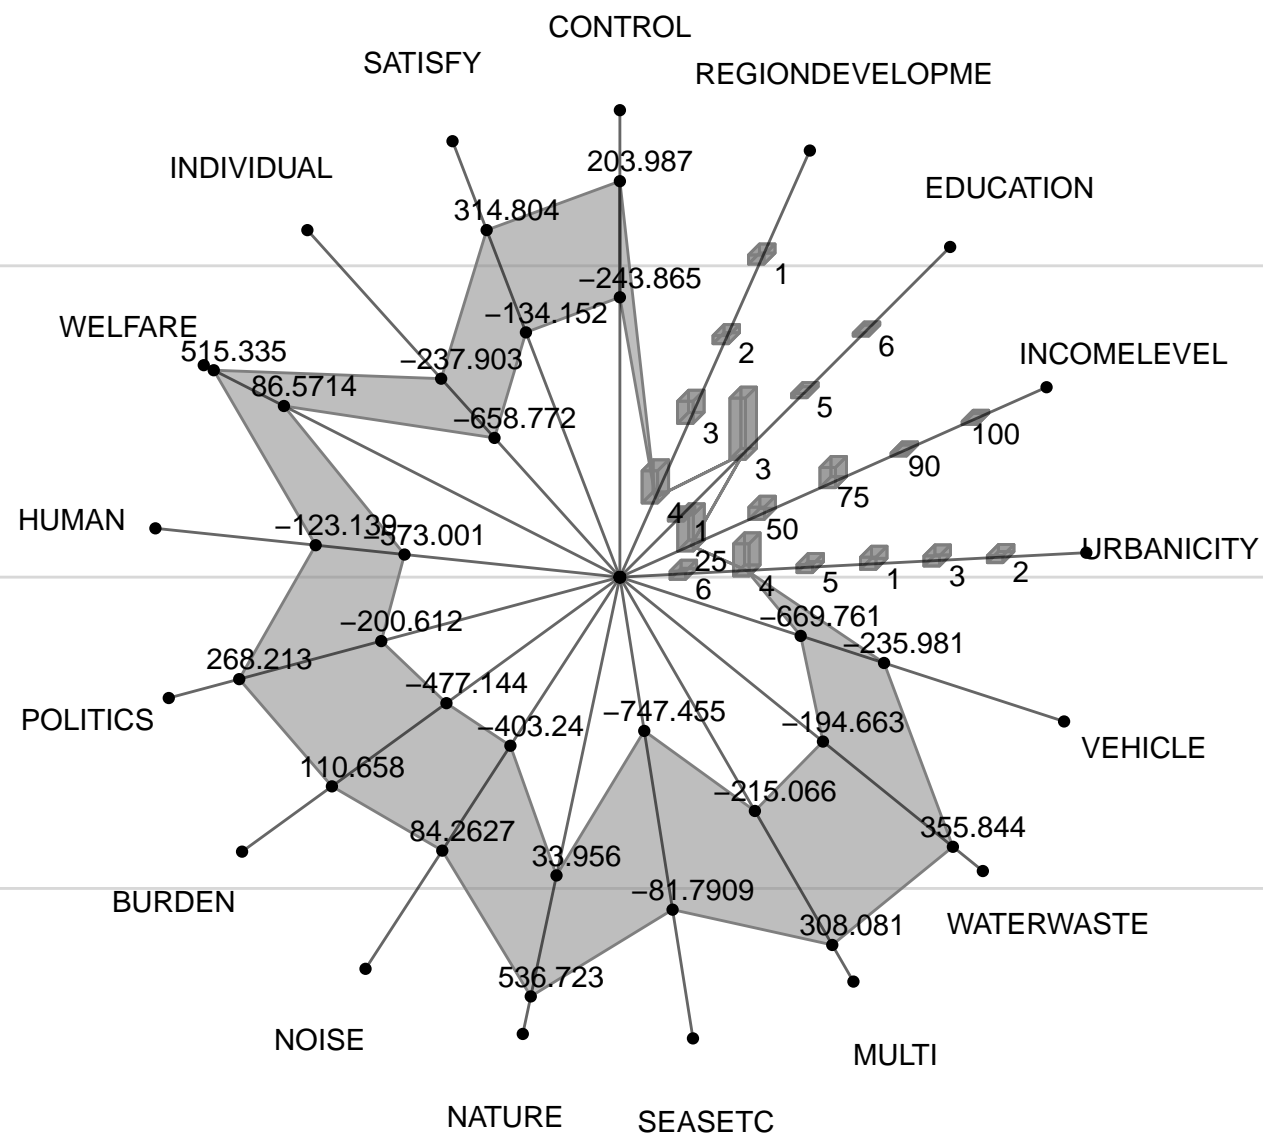 CONTROL
SATISFY
REGIONDEVELOPME
INDIVIDUAL
203.987
EDUCATION
314.804
−243.865
1
−134.152
WELFARE
515.335
2
6
INCOMELEVEL
−237.903
86.5714
5
−658.772
3
100
3
90
75
HUMAN
−123.139
−573.001
4
1
50
URBANICITY
25
6
4
5
1
3
2
−200.612
−669.761
−235.981
268.213
POLITICS
−477.144
−403.24
−747.455
−194.663
VEHICLE
110.658
−215.066
84.2627
355.844
33.956
−81.7909
BURDEN
308.081
WATERWASTE
536.723
NOISE
MULTI
NATURE
SEASETC